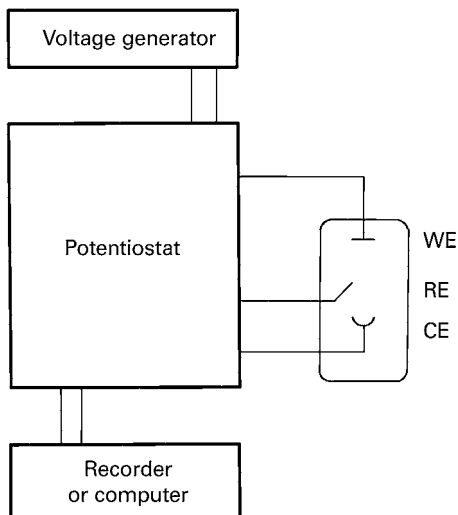 Voltage generator
Potentiostat
WE
RE
CE
Recorder
or computer